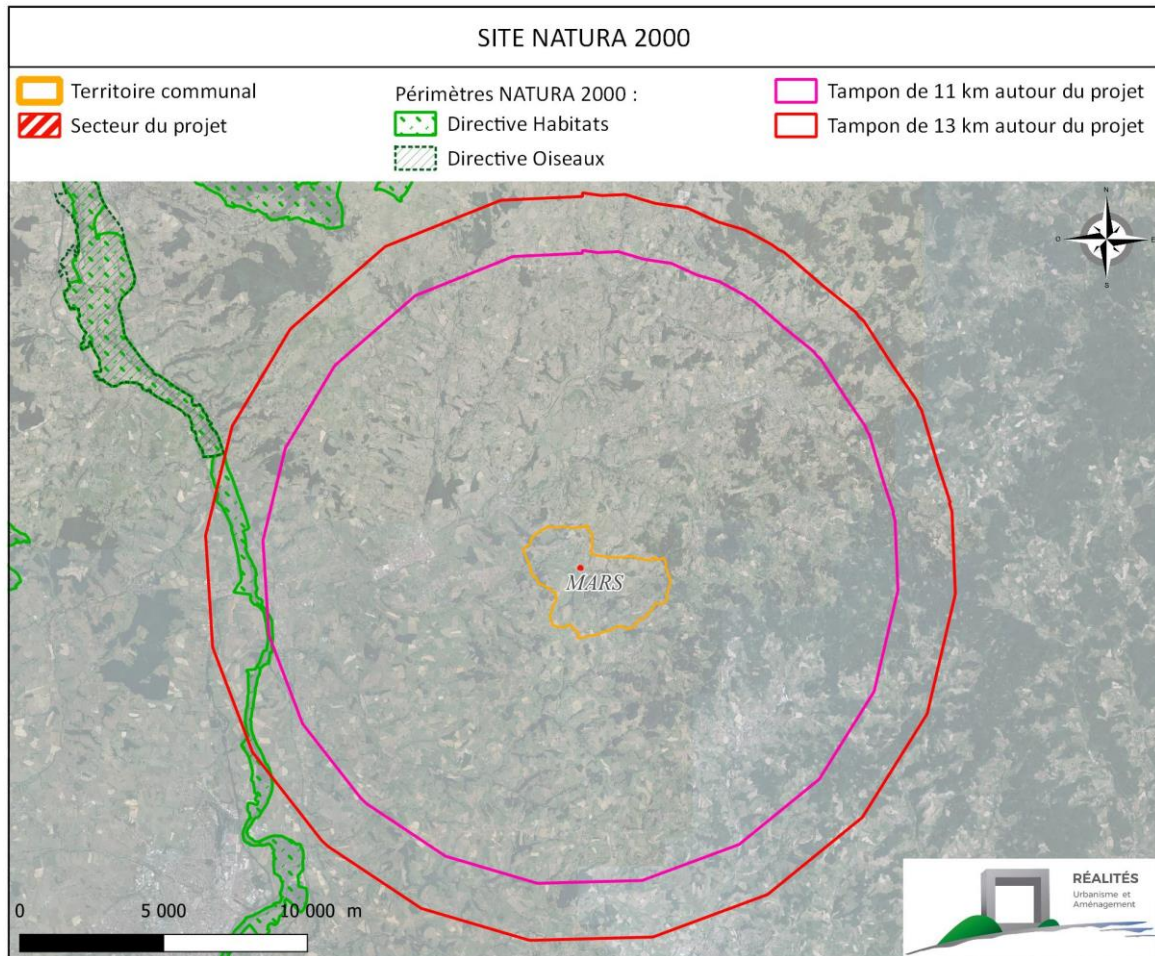 SITE NATURA 2000
Territoire communal
Secteur du projet
Périmètres NATURA 2000 :
Directive Habitats
Directive Oiseaux
Tampon de 11 km autour du projet
Tampon de 13 km autour du projet
N
O
E
S
MARS
0 5 000 10 000 m
RÉALITÉS
Urbanisme et
Aménagement